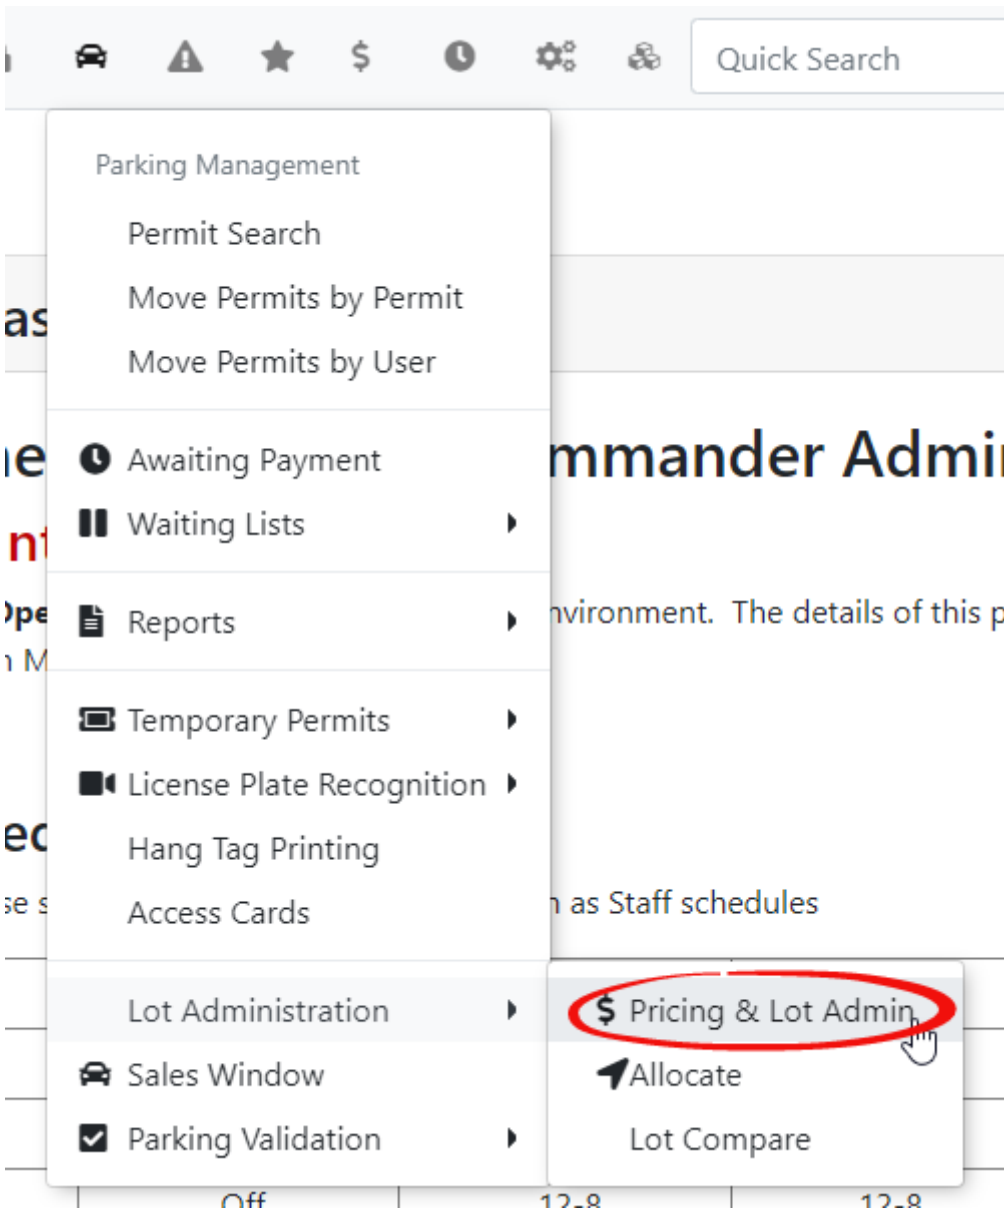 Quick Search
Parking Management
Permit Search
Move Permits by Permit
Move Permits by User
Awaiting Payment
mmander Admi
Waiting Lists
Reports
nvironment. The details of this p
Temporary Permits
License Plate Recognition
Hang Tag Printing
Access Cards
as Staff schedules
Lot Administration
$ Pricing & Lot Admin
Sales Window
Allocate
Parking Validation
Lot Compare
Off 12-8 12-8